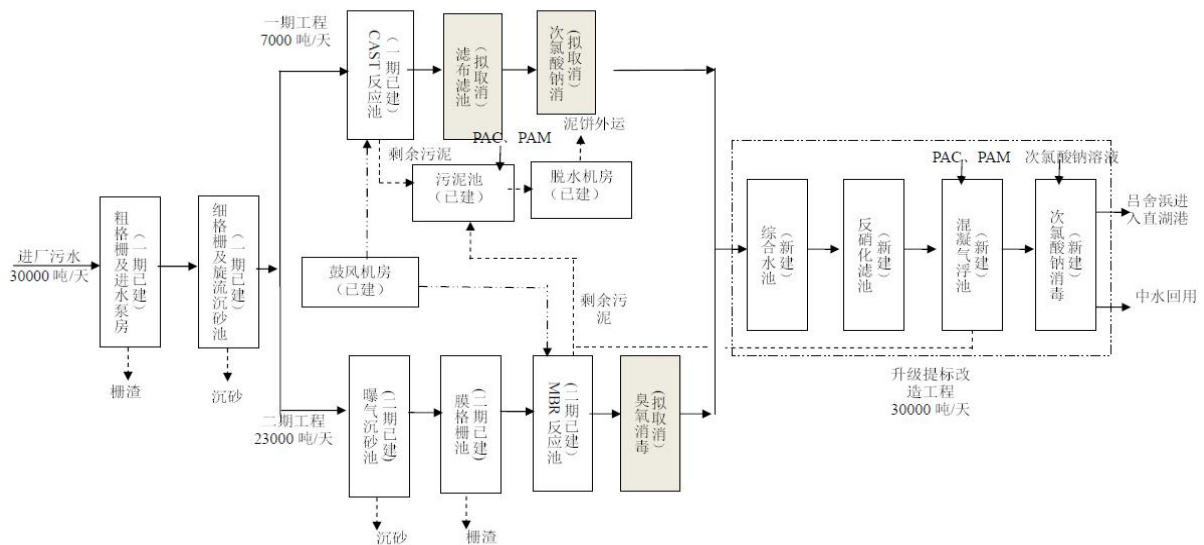 一期工程
7000 吨/天
CAST 反应池
（一期已建）
滤布滤池
（拟取消）
次氯酸钠消
（拟取消）
泥饼外运
PAC、PAM
剩余污泥
污泥池
（已建）
脱水机房
（已建）
PAC、PAM
次氯酸钠溶液
进厂污水
30000 吨/天
粗格栅及进水泵房
（一期已建）
细格栅及旋流沉砂池
（一期已建）
鼓风机房
（已建）
综合水池
（新建）
反硝化滤池
（新建）
混凝气浮池
（新建）
次氯酸钠消毒
（新建）
吕舍浜进
入直湖港
中水回用
剩余污
泥
栅渣
沉砂
二期工程
23000 吨/天
曝气沉砂池
（二期已建）
膜格栅池
（二期已建）
MBR 反应池
（二期已建）
臭氧消毒
（拟取消）
升级提标改
造工程
30000 吨/天
沉砂
栅渣